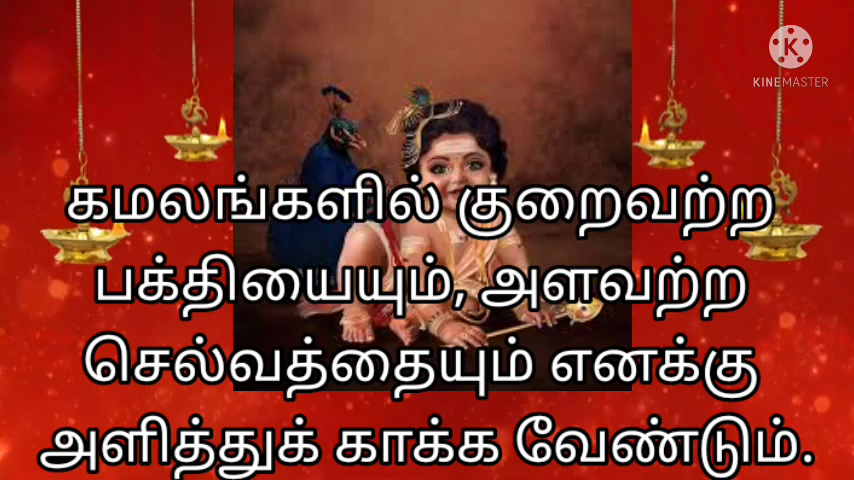 KINEMASTER
கமலங்களில் குறைவற்ற
பக்தியையும், அளவற்ற
செல்வத்தையும் எனக்கு
அளித்துக் காக்க வேண்டும்.